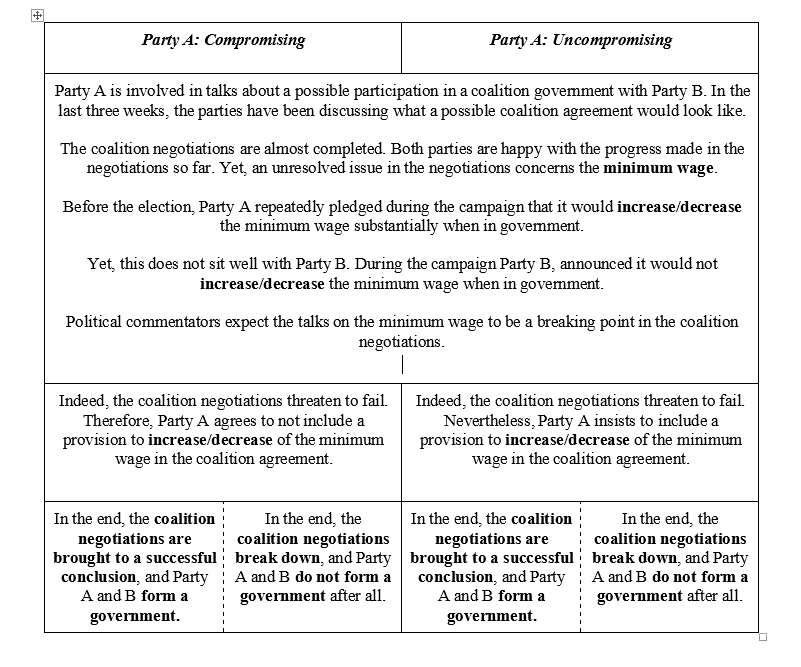 Party A: Compromising
Party A: Uncompromising
Party A is involved in talks about a possible participation in a coalition government with Party B. In the
last three weeks, the parties have been discussing what a possible coalition agreement would look like.
The coalition negotiations are almost completed. Both parties are happy with the progress made in the
negotiations so far. Yet, an unresolved issue in the negotiations concerns the minimum wage.
Before the election, Party A repeatedly pledged during the campaign that it would increase/decrease
the minimum wage substantially when in government.
Yet, this does not sit well with Party B. During the campaign Party B, announced it would not
increase/decrease the minimum wage when in government.
Political commentators expect the talks on the minimum wage to be a breaking point in the coalition
negotiations.
Indeed, the coalition negotiations threaten to fail.
Therefore, Party A agrees to not include a
provision to increase/decrease of the minimum
wage in the coalition agreement.
Indeed, the coalition negotiations threaten to fail.
Nevertheless, Party A insists to include a
provision to increase/decrease of the minimum
wage in the coalition agreement.
In the end, the coalition
negotiations are
brought to a successful
conclusion, and Party
A and B form a
government.
In the end, the
coalition negotiations
break down, and Party
A and B do not form a
government after all.
In the end, the coalition
negotiations are
brought to a successful
conclusion, and Party
A and B form a
government.
In the end, the
coalition negotiations
break down, and Party
A and B do not form a
government after all.